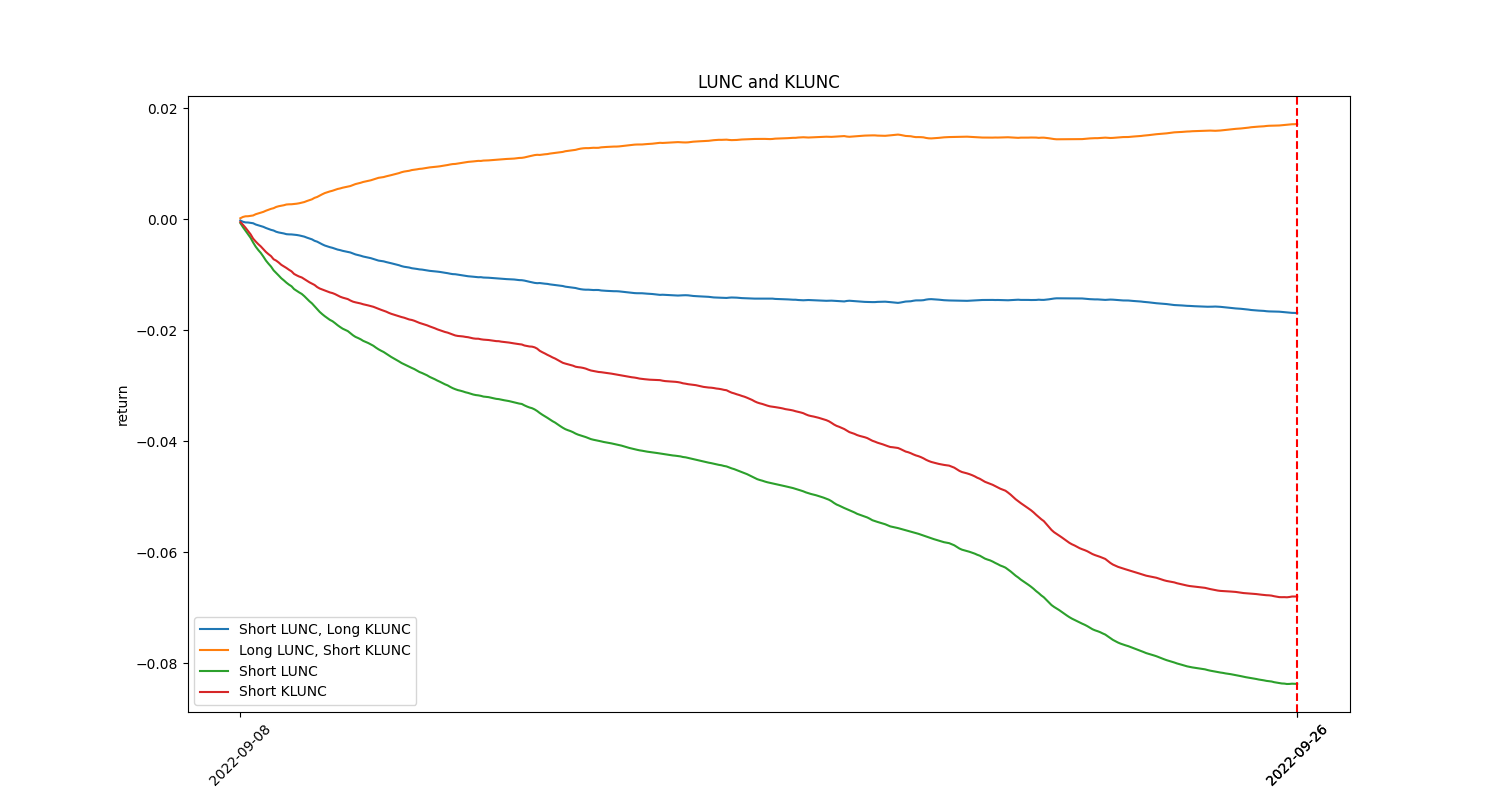 LUNC and KLUNC
0.02
0.00
−0.02
−0.04
−0.06
−0.08
return
Short LUNC, Long KLUNC
Long LUNC, Short KLUNC
Short LUNC
Short KLUNC
2022-09-08
2022-09-26